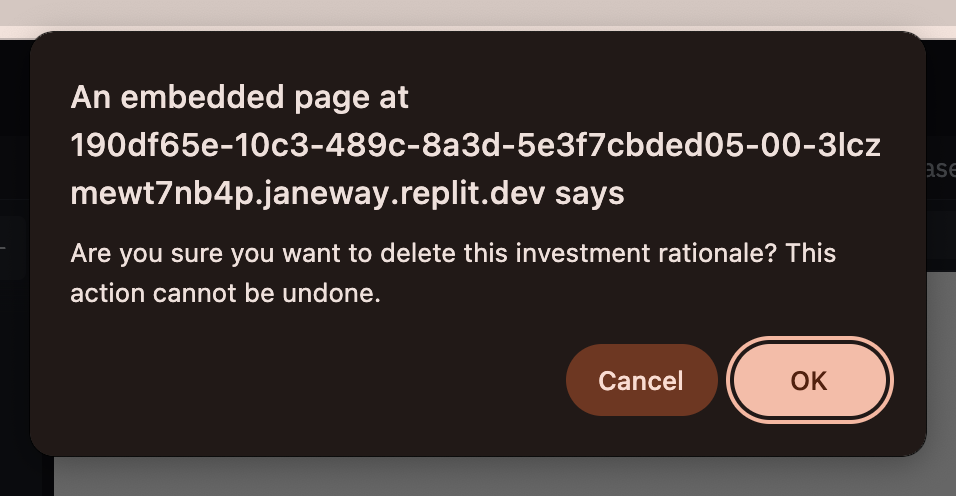 An embedded page at
190df65e-10c3-489c-8a3d-5e3f7cbded05-00-3lcz
mewt7nb4p.janeway.replit.dev says
Are you sure you want to delete this investment rationale? This
action cannot be undone.
Cancel
OK